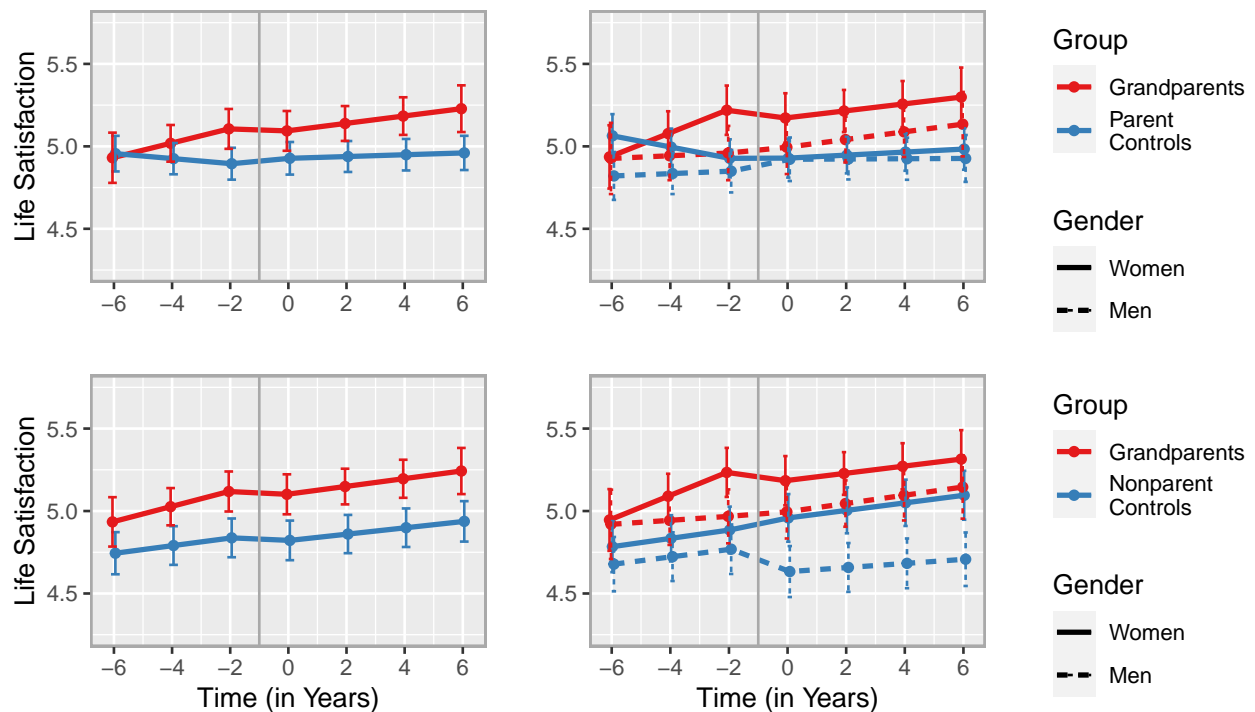 Life Satisfaction
5.5
5.0
4.5
−6 −4 −2 0 2 4 6
−6 −4 −2 0 2 4 6
Group
Grandparents
Parent
Controls
Gender
Women
Men
Life Satisfaction
5.5
5.0
4.5
−6 −4 −2 0 2 4 6
Time (in Years)
5.5
5.0
4.5
5.5
5.0
4.5
−6 −4 −2 0 2 4 6
Time (in Years)
Group
Grandparents
Nonparent
Controls
Gender
Women
Men